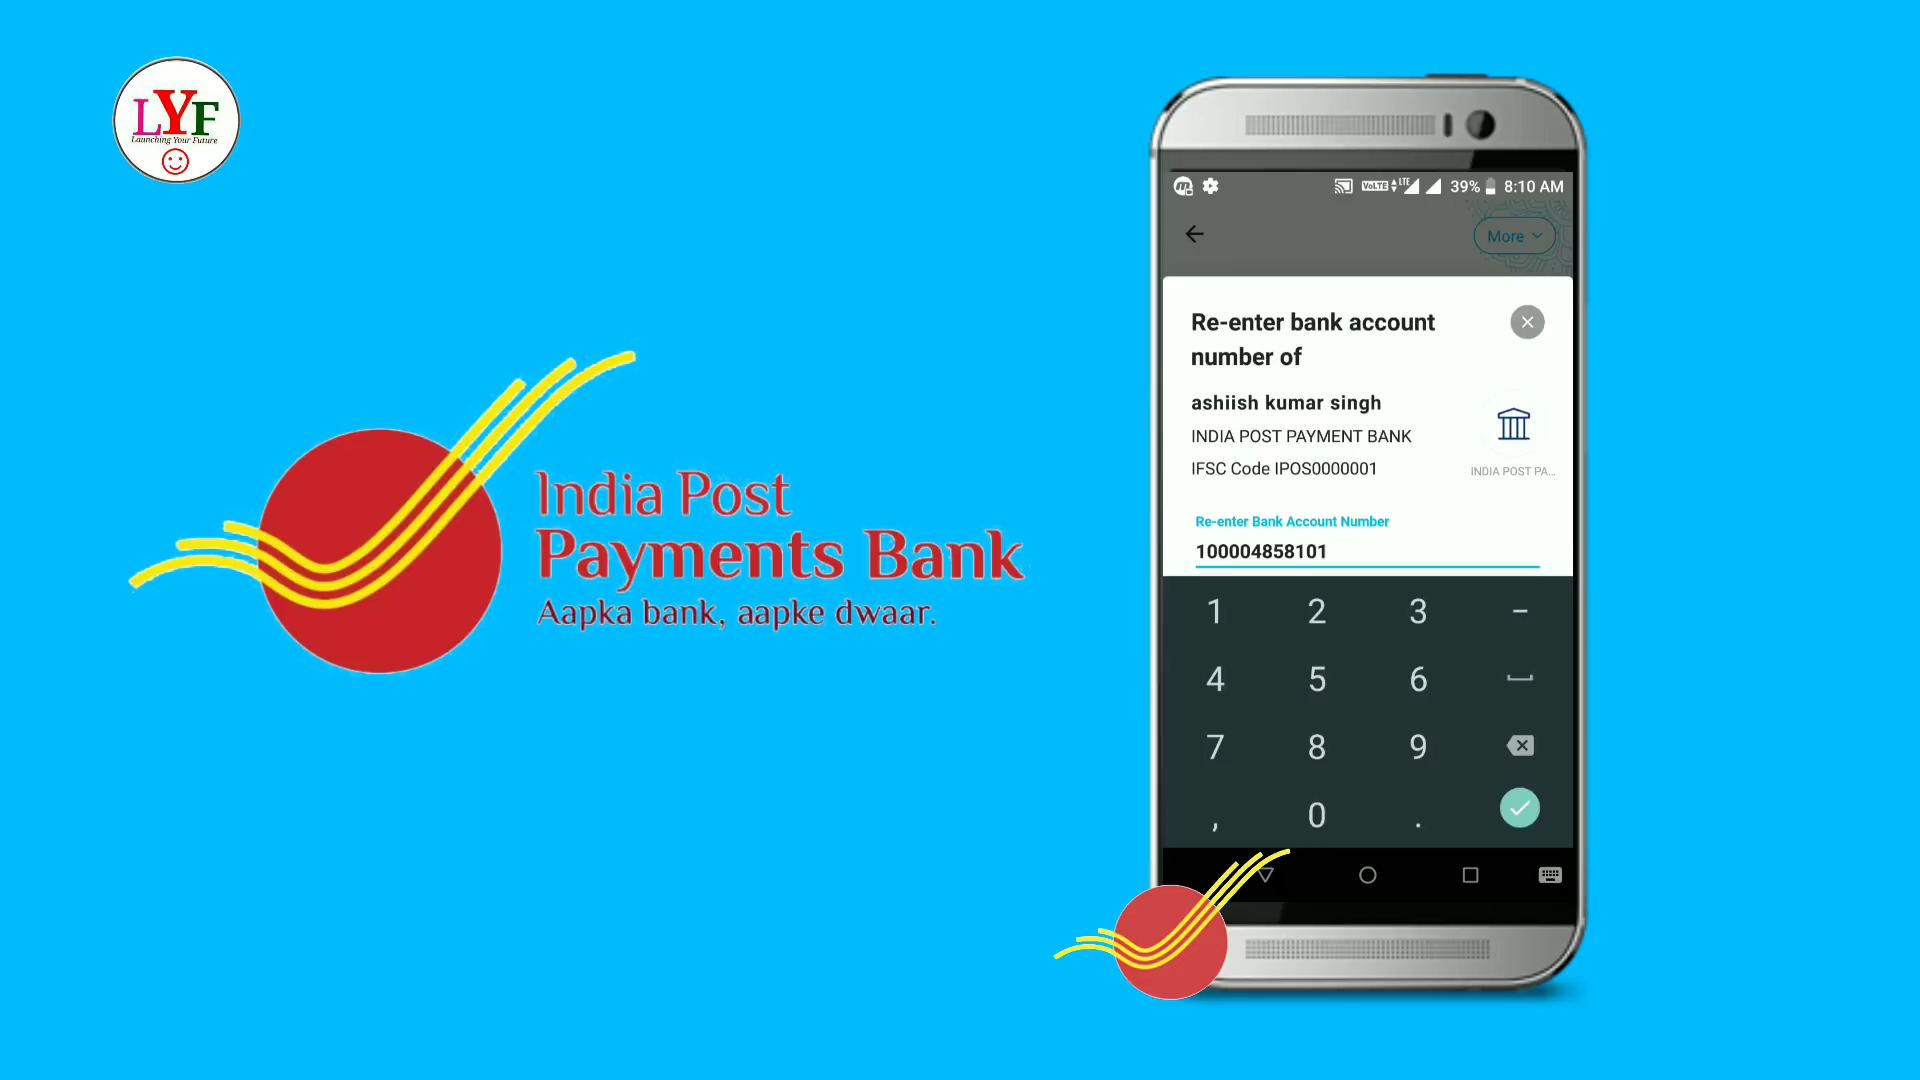 LYF
Launching Your Future
India Post
Payments Bank
Aapka bank, aapke dwaar.
VoLTE LTE 39% 8:10 AM
More
Re-enter bank account
number of
ashiish kumar singh
INDIA POST PAYMENT BANK
IFSC Code IPOS0000001
INDIA POST PA...
Re-enter Bank Account Number
100004858101
1 2 3 –
4 5 6
7 8 9
, 0 .